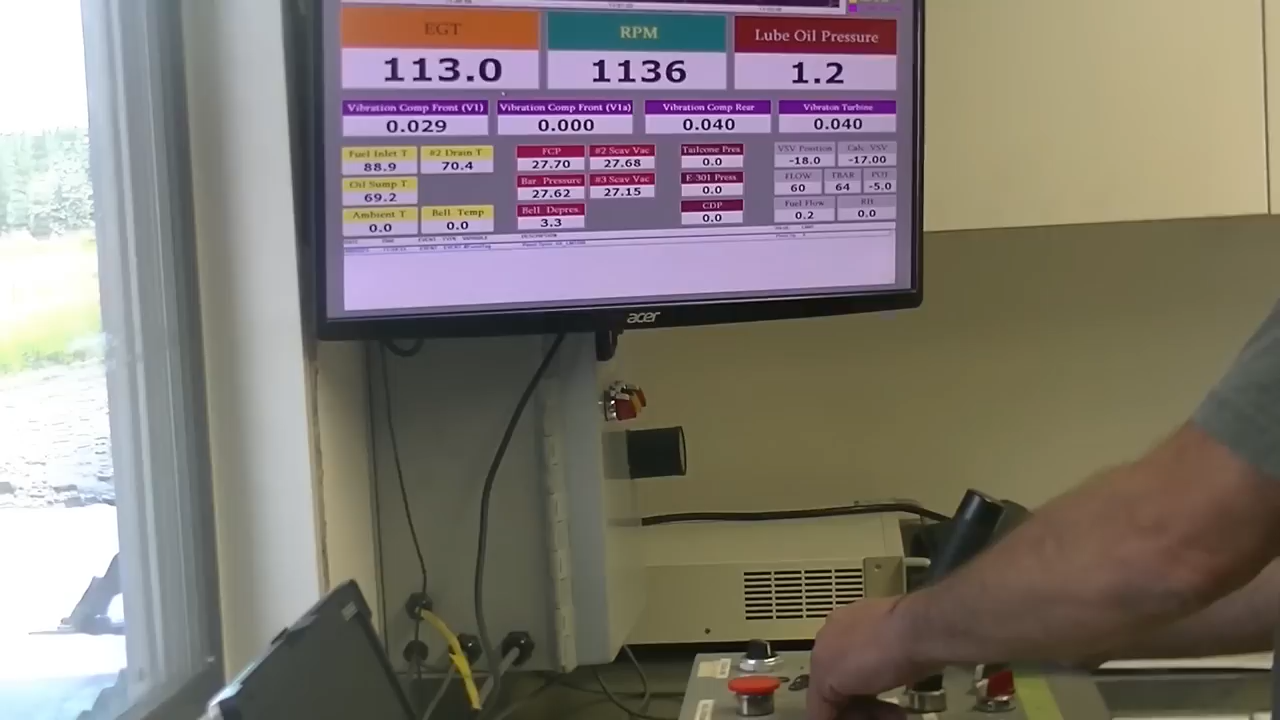 EGT RPM Lube Oil Pressure
113.0 1136 1.2
Vibration Comp Front (V1) Vibration Comp Front (V1a) Vibration Comp Rear Vibraton Turbine
0.029 0.000 0.040 0.040
Fuel Inlet T #2 Drain T FCP #2 Scav Vac Tailcone Pres VSV Position Calc. VSV
88.9 70.4 27.70 27.68 0.0 -18.0 -17.00
Oil Sump T Bar. Pressure #3 Scav Vac E-301 Press. FLOW TBAR
69.2 27.62 27.15 0.0 60 64 -5.0
Ambient T Bell. Temp Bell. Depres. CDP Fuel Flow
0.0 0.0 3.3 0.0 0.2 0.0
acer